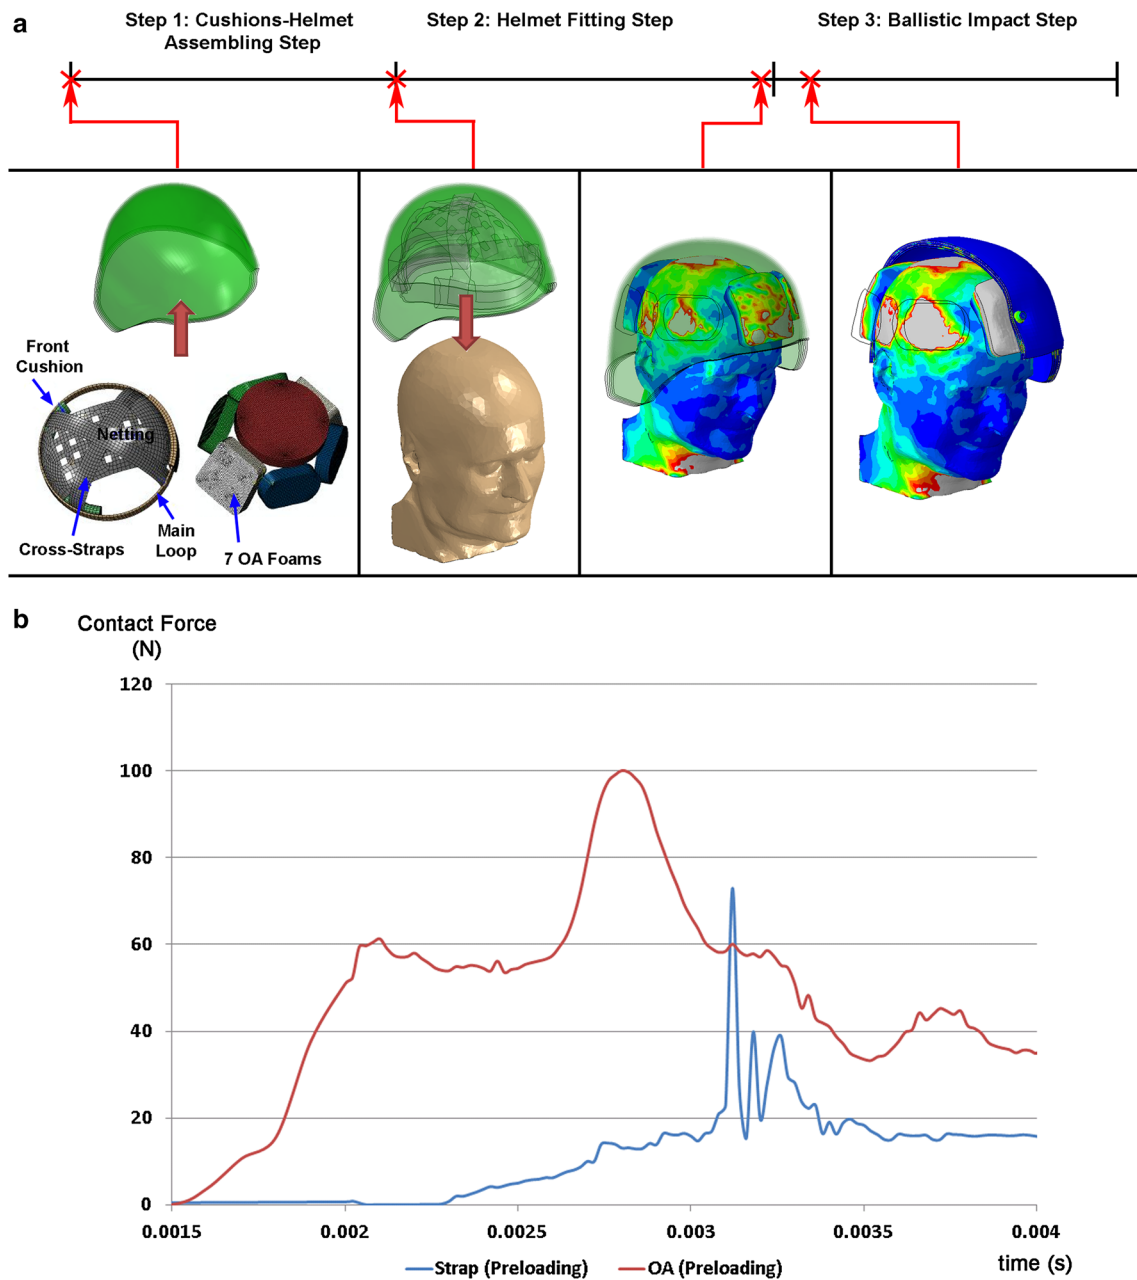 a
Step 1: Cushions-Helmet
Assembling Step
Step 2: Helmet Fitting Step
Step 3: Ballistic Impact Step
Front
Cushion
Netting
Cross-Straps
Main
Loop
7 OA Foams
b
Contact Force
(N)
120
100
80
60
40
20
0
0.0015
0.002
0.0025
0.003
0.0035
0.004
time (s)
Strap (Preloading)
OA (Preloading)